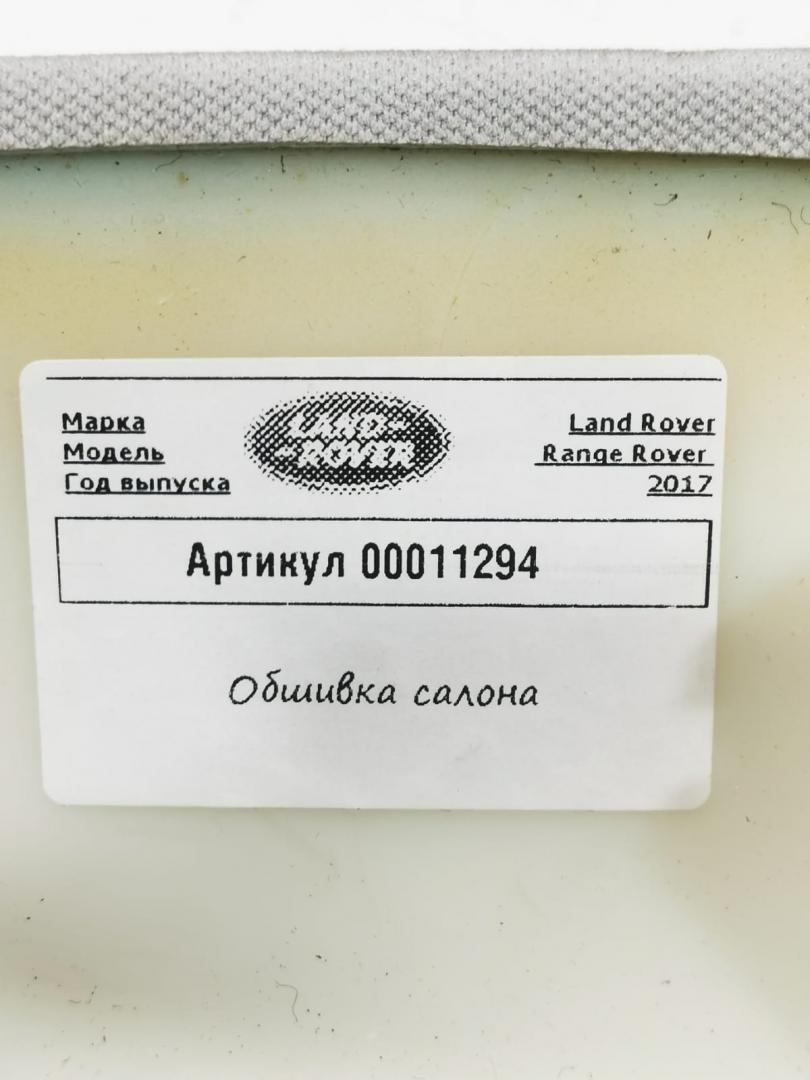 Марка LAND- Land Rover
Модель -ROVER Range Rover
Год выпуска 2017
Артикул 00011294
Обшивка салона